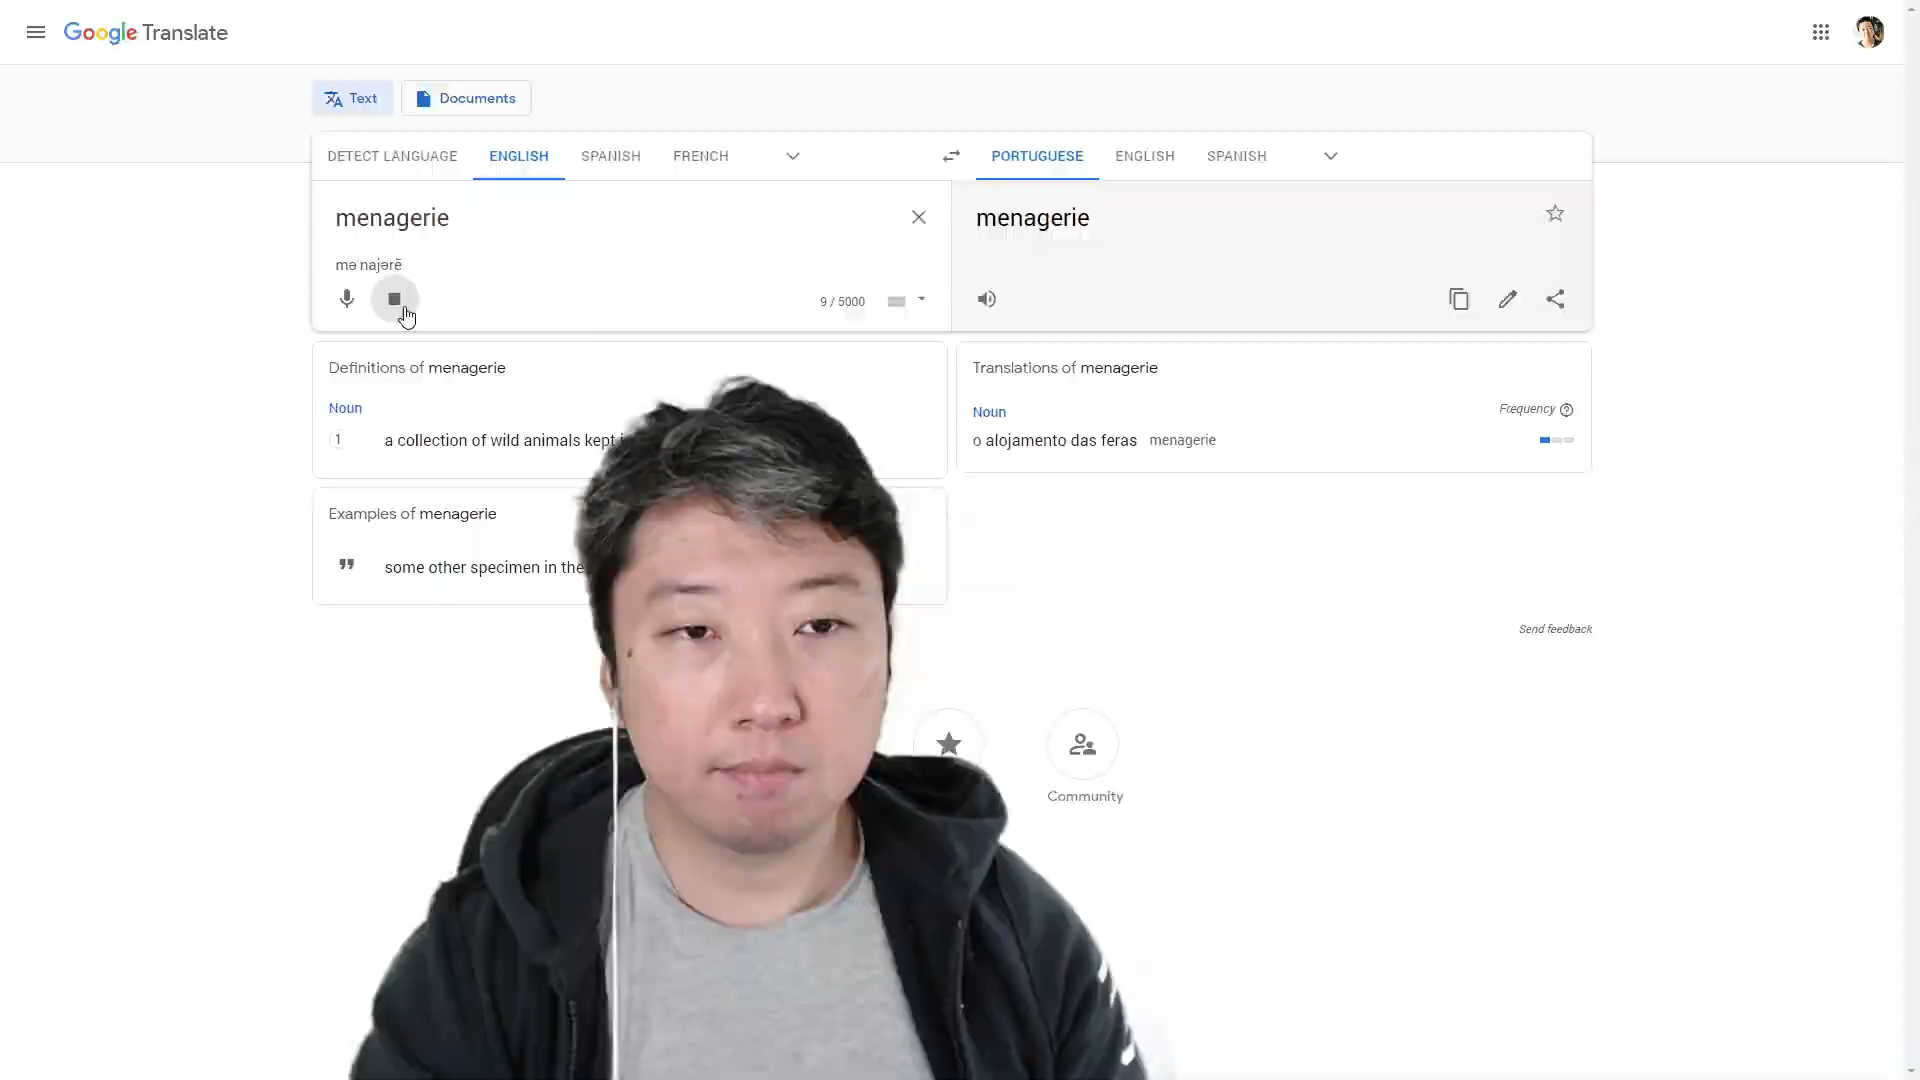 Google Translate
Text
Documents
DETECT LANGUAGE
ENGLISH
SPANISH
FRENCH
PORTUGUESE
ENGLISH
SPANISH
menagerie
menagerie
mə najərē
9 / 5000
Definitions of menagerie
Translations of menagerie
Noun
Noun
Frequency
1
a collection of wild animals kept
o alojamento das feras
menagerie
Examples of menagerie
some other specimen in the
Send feedback
Community